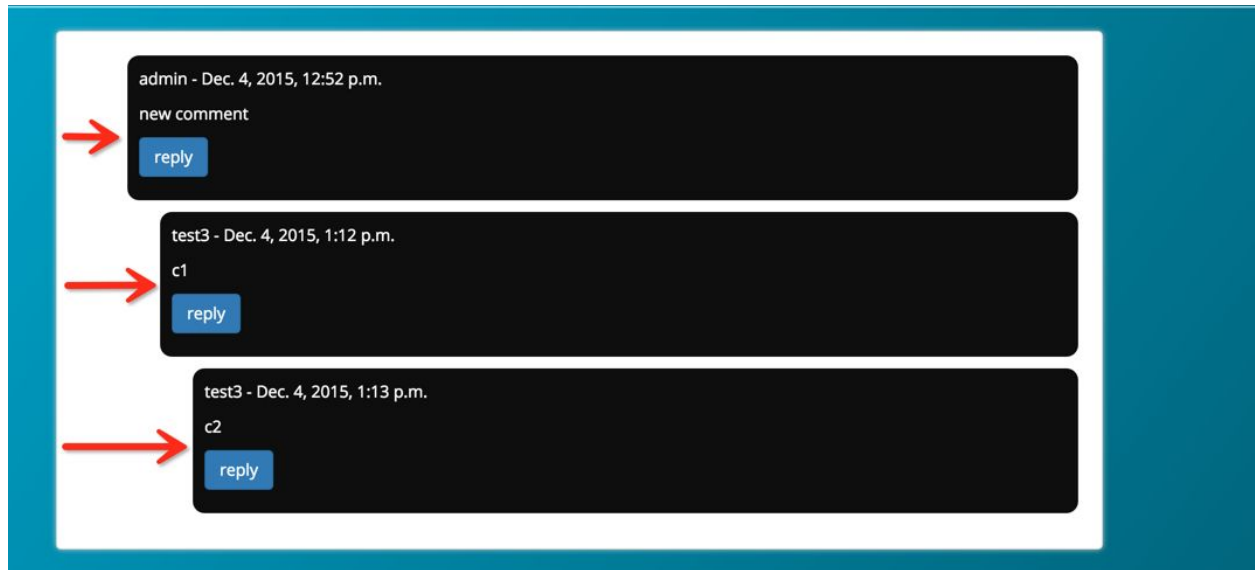 admin - Dec. 4, 2015, 12:52 p.m.
new comment
reply
test3 - Dec. 4, 2015, 1:12 p.m.
c1
reply
test3 - Dec. 4, 2015, 1:13 p.m.
c2
reply